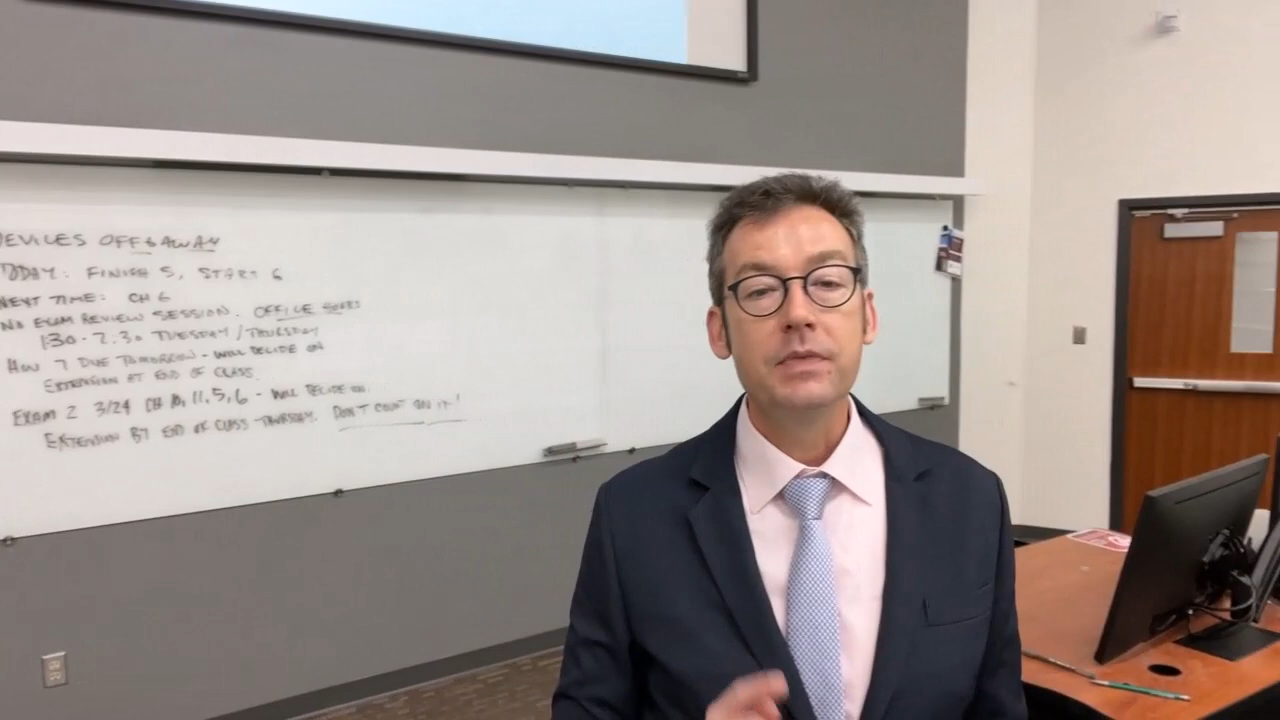 EVICES OFF & AWAY
ODAY: FINISH 5, START 6
NEXT TIME: CH 6
NO EXAM REVIEW SESSION. OFFICE HOURS
1:30-2:30 TUESDAY/THURSDAY
HW 7 DUE TOMORROW - WILL DECIDE ON
EXTENSION AT END OF CLASS.
EXAM 2 3/24 CH 11, 5, 6 - WILL DECIDE ON
EXTENSION BY END OF CLASS THURSDAY. DON'T COUNT ON IT!